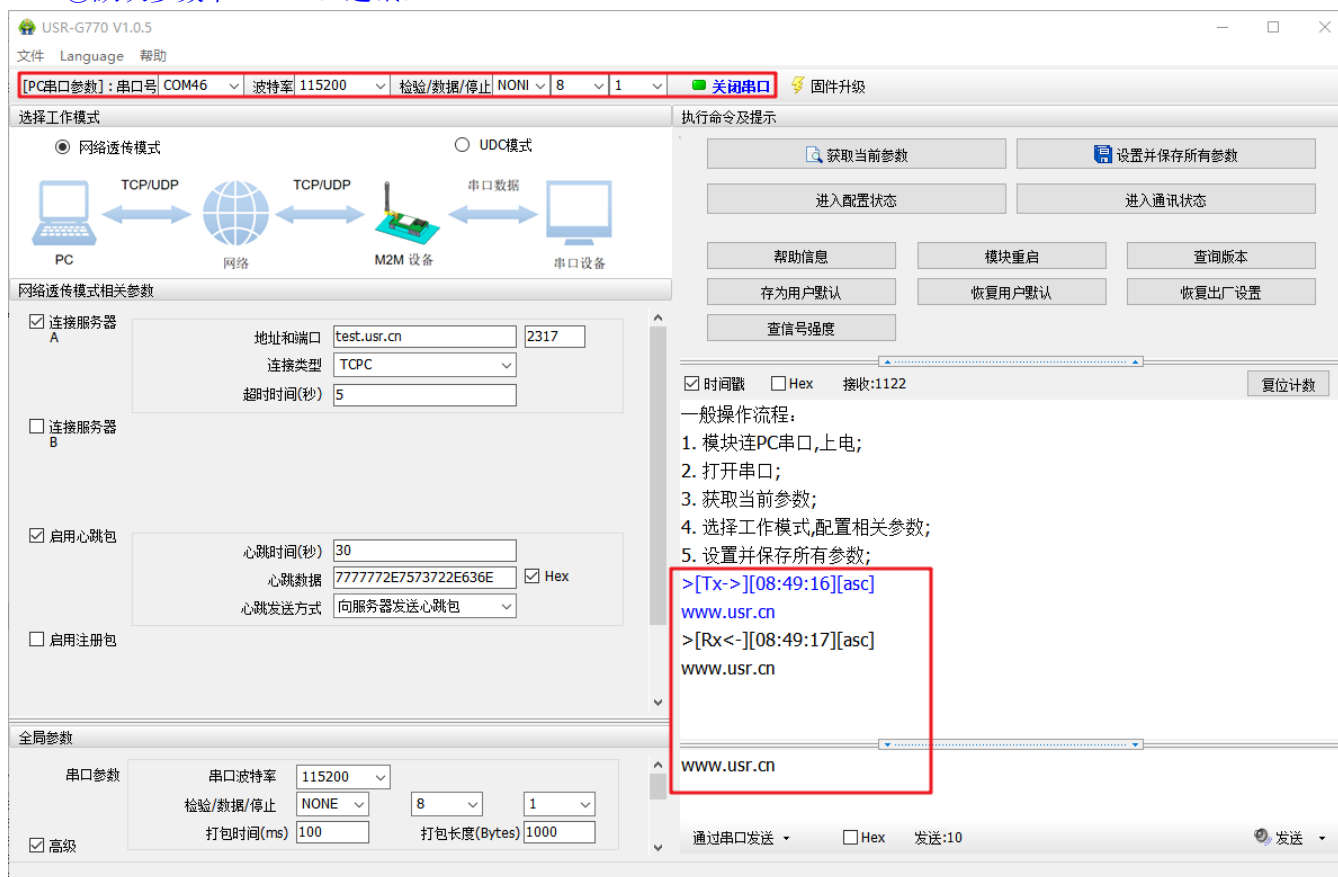 USR-G770 V1.0.5
文件 Language 帮助
[PC串口参数]：串口号 COM46 波特率 115200 检验/数据/停止 NONI 8 1 关闭串口 固件升级
选择工作模式
网络透传模式 UDC模式
TCP/UDP TCP/UDP 串口数据
PC 网络 M2M 设备 串口设备
网络透传模式相关参数
连接服务器
A
地址和端口 test.usr.cn 2317
连接类型 TCPC
超时时间(秒) 5
连接服务器
B
启用心跳包
心跳时间(秒) 30
心跳数据 7777772E7573722E636E Hex
心跳发送方式 向服务器发送心跳包
启用注册包
全局参数
串口参数 串口波特率 115200
检验/数据/停止 NONE 8 1
打包时间(ms) 100 打包长度(Bytes) 1000
高级
执行命令及提示
获取当前参数 设置并保存所有参数
进入配置状态 进入通讯状态
帮助信息 模块重启 查询版本
存为用户默认 恢复用户默认 恢复出厂设置
查信号强度
时间戳 Hex 接收:1122 复位计数
一般操作流程：
1. 模块连PC串口,上电;
2. 打开串口;
3. 获取当前参数;
4. 选择工作模式,配置相关参数;
5. 设置并保存所有参数;
>[Tx->][08:49:16][asc]
www.usr.cn
>[Rx<-][08:49:17][asc]
www.usr.cn
www.usr.cn
通过串口发送 Hex 发送:10 发送